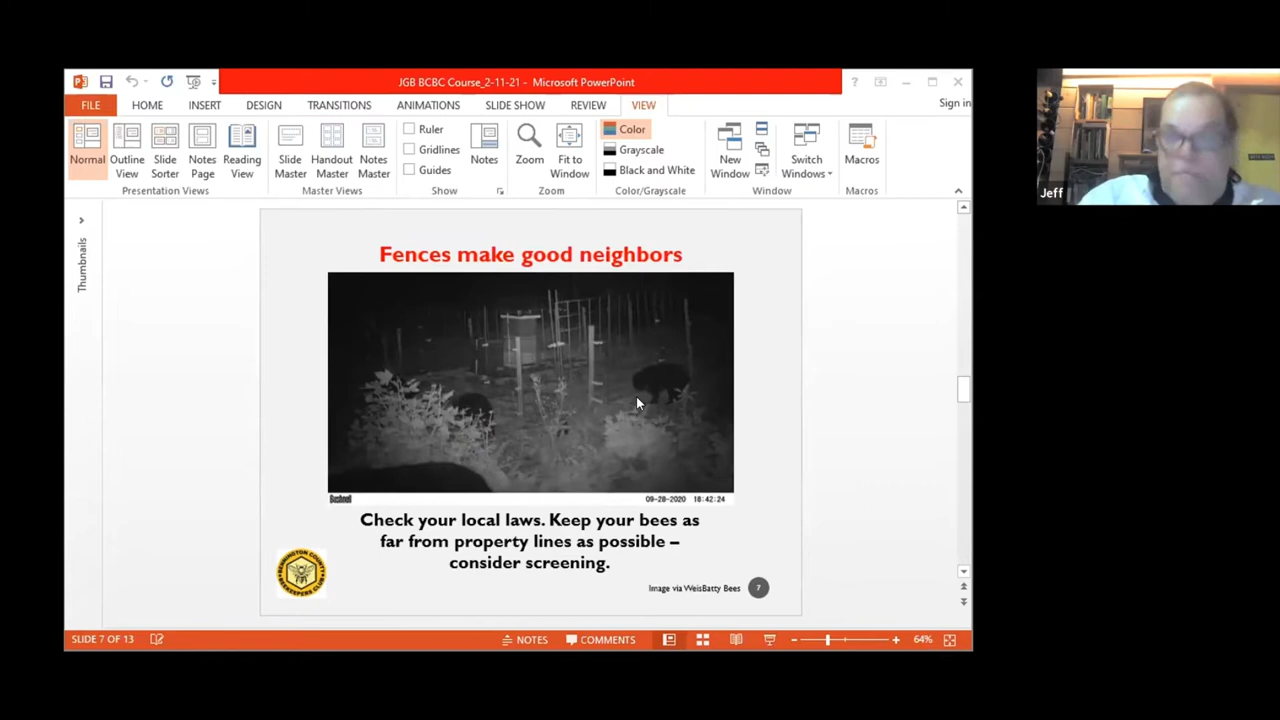 JGB BCBC Course_2-11-21 - Microsoft PowerPoint
?
FILE
HOME
INSERT
DESIGN
TRANSITIONS
ANIMATIONS
SLIDE SHOW
REVIEW
VIEW
Sign in
Normal
Outline View
Slide Sorter
Notes Page
Reading View
Presentation Views
Slide Master
Handout Master
Notes Master
Master Views
Ruler
Gridlines
Guides
Show
Notes
Zoom
Fit to Window
Zoom
Color
Grayscale
Black and White
Color/Grayscale
New Window
Switch Windows
Window
Macros
Macros
Jeff
Thumbnails
Fences make good neighbors
Bushnell
09-28-2020 18:42:24
Check your local laws. Keep your bees as
far from property lines as possible –
consider screening.
BENNINGTON COUNTY
BEEKEEPERS CLUB
Image via WeisBatty Bees
7
SLIDE 7 OF 13
NOTES
COMMENTS
64%